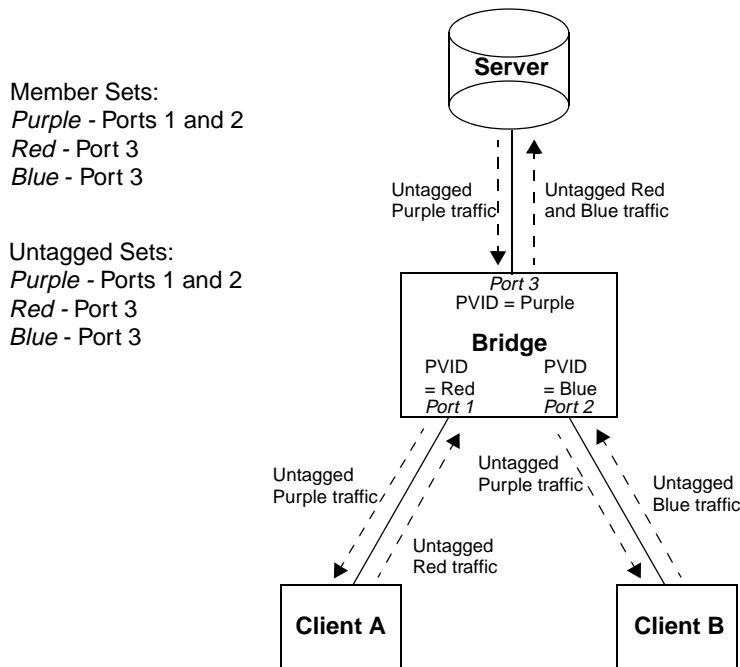 Server
Member Sets:
Purple - Ports 1 and 2
Red - Port 3
Blue - Port 3
Untagged
Purple traffic
Untagged Red
and Blue traffic
Untagged Sets:
Purple - Ports 1 and 2
Red - Port 3
Blue - Port 3
Port 3
PVID = Purple
Bridge
PVID
= Red
Port 1
PVID
= Blue
Port 2
Untagged
Purple traffic
Untagged
Red traffic
Untagged
Purple traffic
Untagged
Blue traffic
Client A
Client B